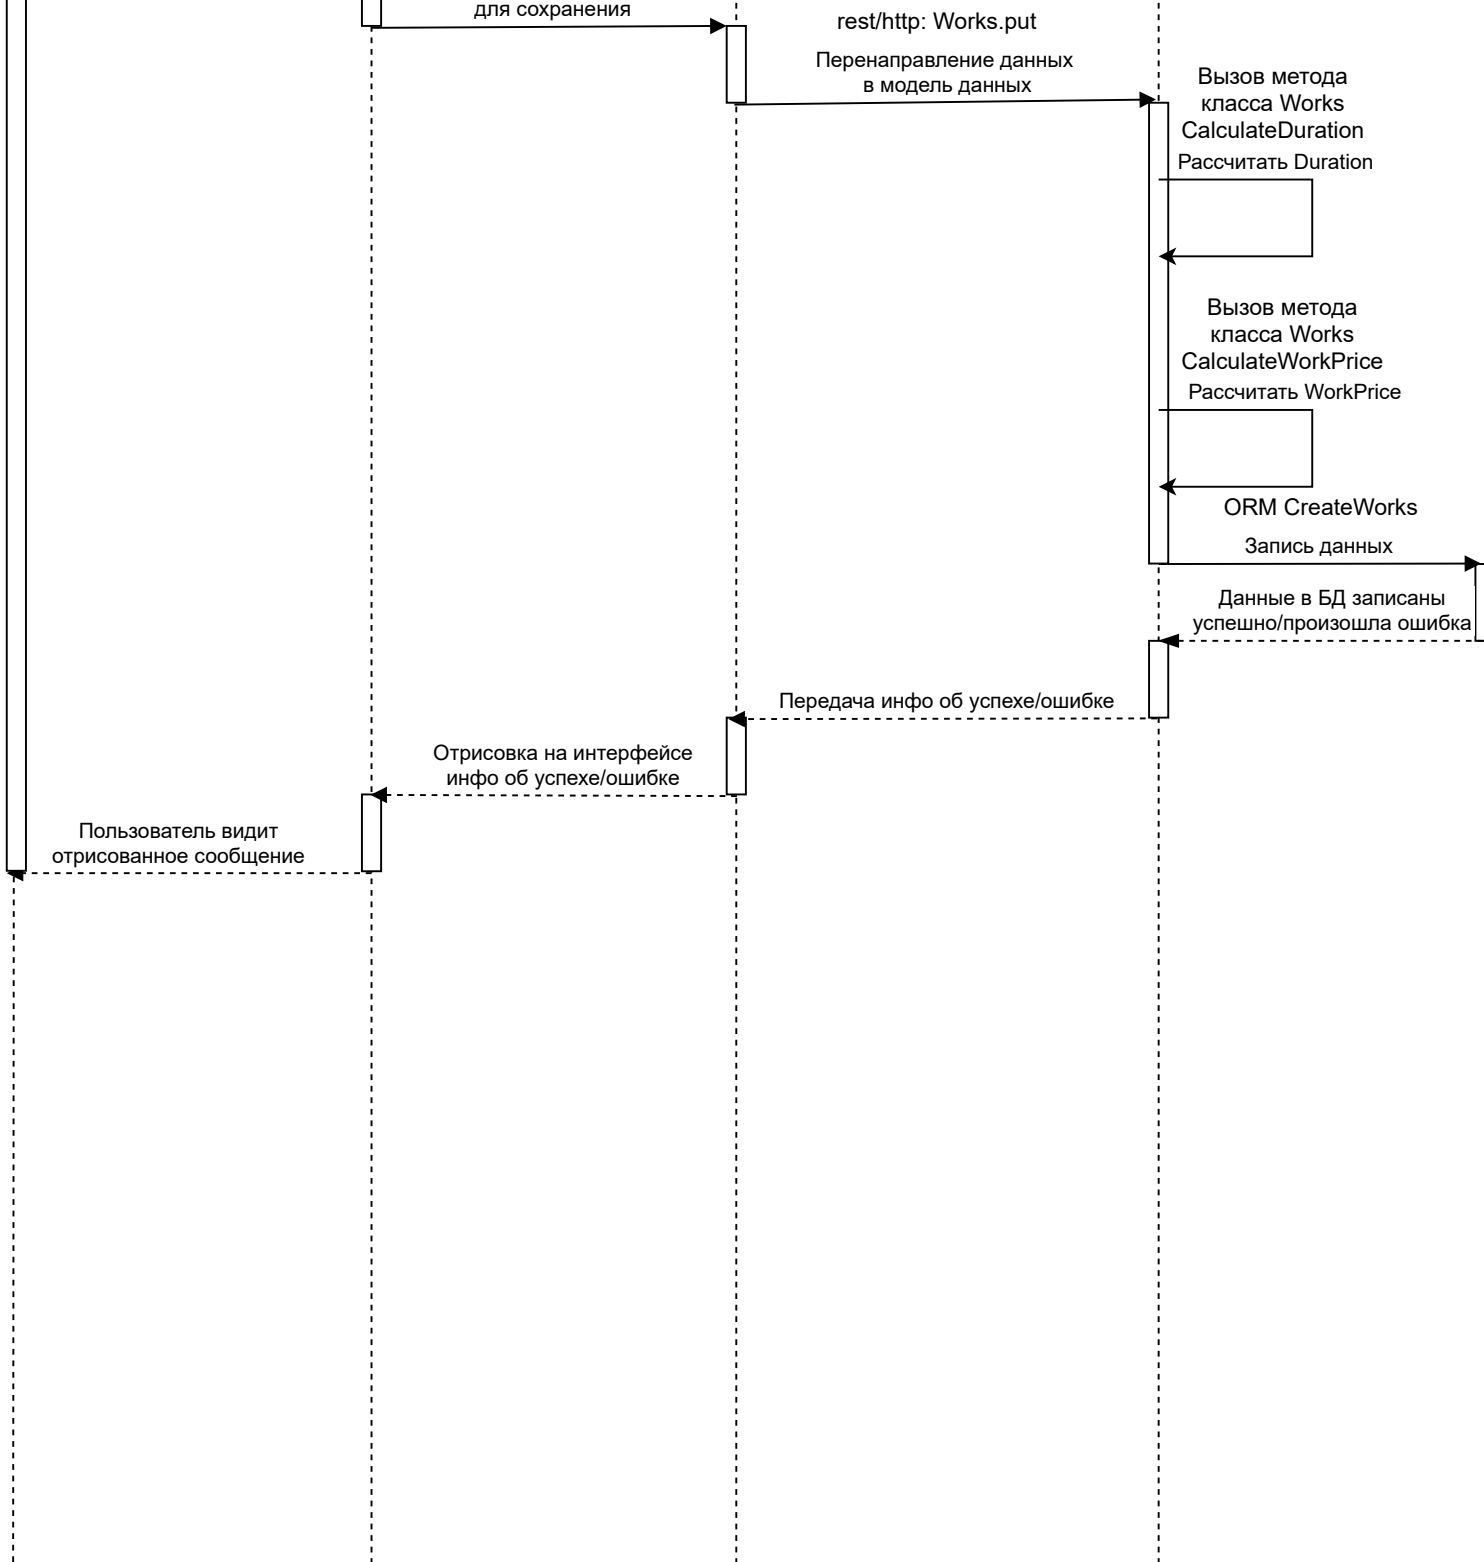 для сохранения
rest/http: Works.put
Перенаправление данных
в модель данных
Вызов метода
класса Works
CalculateDuration
Рассчитать Duration
Вызов метода
класса Works
CalculateWorkPrice
Рассчитать WorkPrice
ORM CreateWorks
Запись данных
Данные в БД записаны
успешно/произошла ошибка
Передача инфо об успехе/ошибке
Отрисовка на интерфейсе
инфо об успехе/ошибке
Пользователь видит
отрисованное сообщение